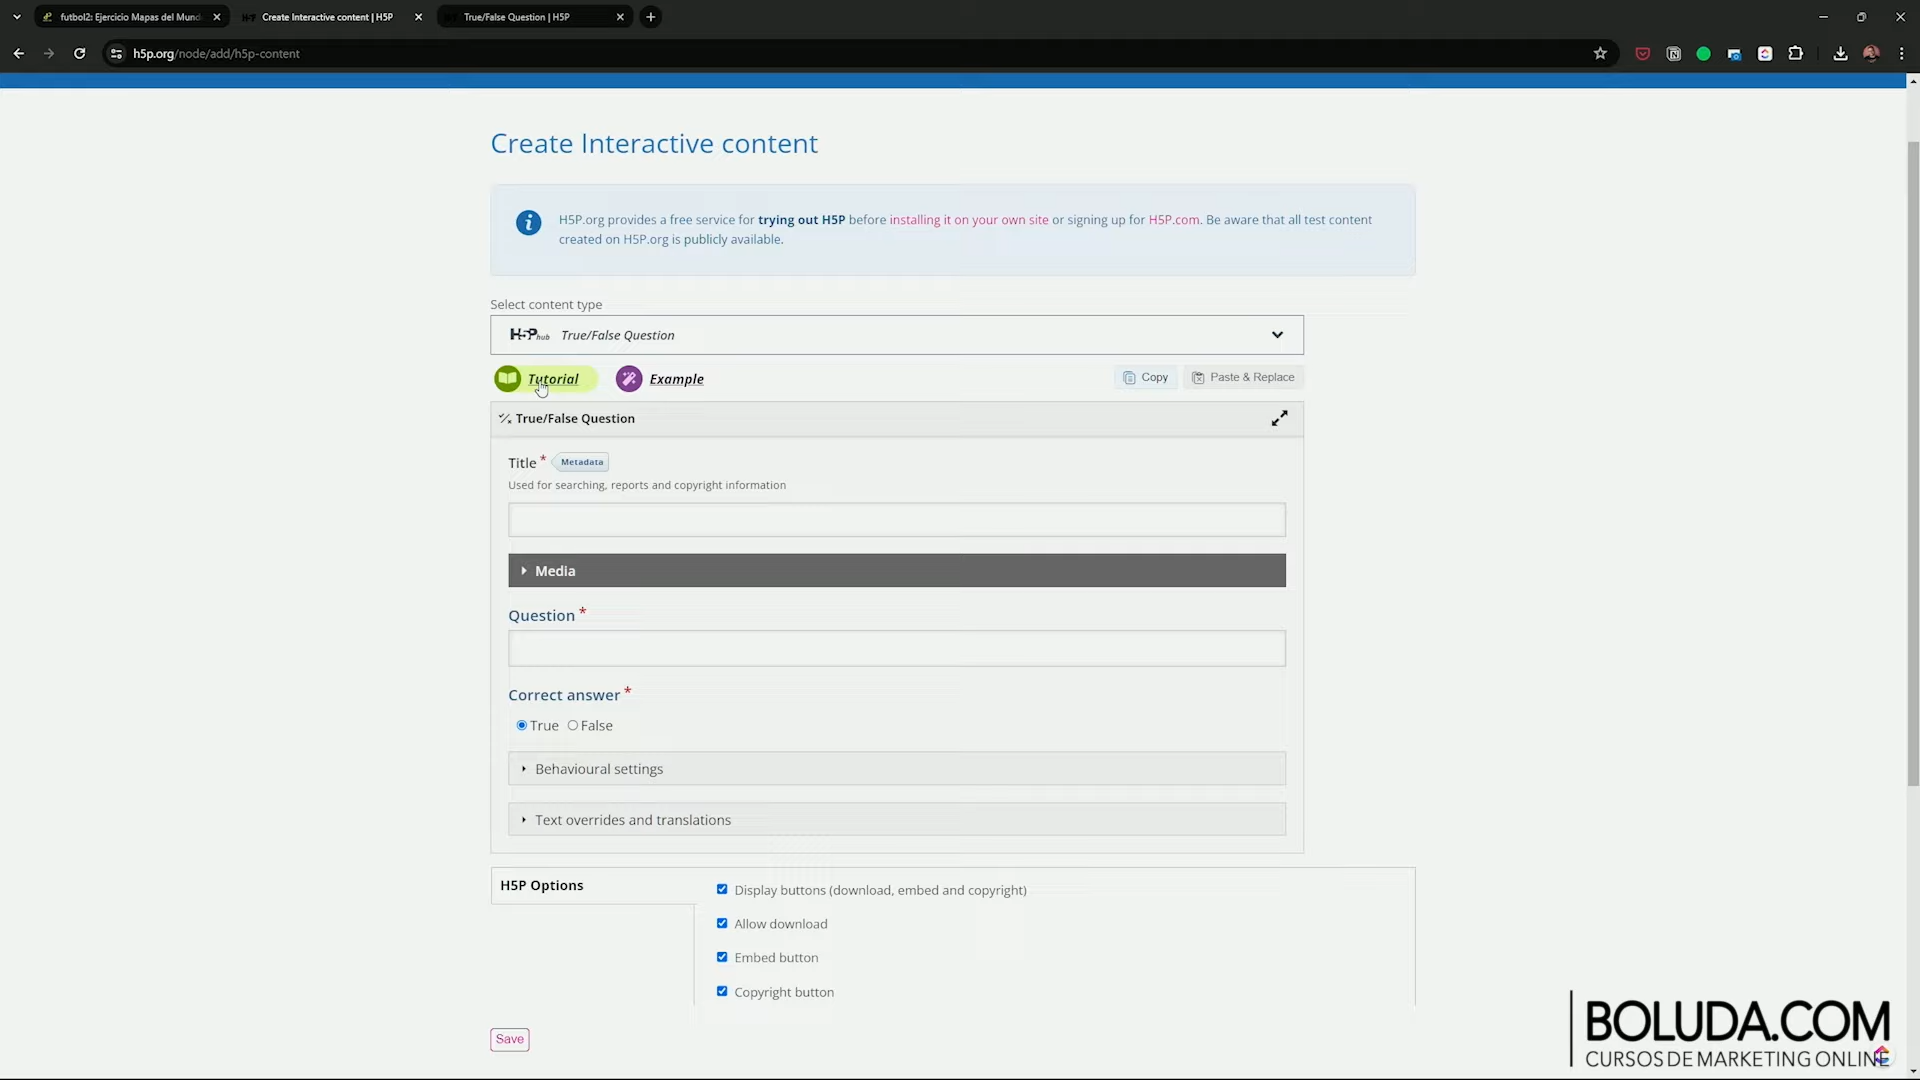 futbol2: Ejercicio Mapas del Mund
Create Interactive content | H5P
True/False Question | H5P
h5p.org/node/add/h5p-content
Create Interactive content
H5P.org provides a free service for trying out H5P before installing it on your own site or signing up for H5P.com. Be aware that all test content
created on H5P.org is publicly available.
Select content type
H5P hub True/False Question
Tutorial
Example
Copy
Paste & Replace
True/False Question
Title * Metadata
Used for searching, reports and copyright information
Media
Question *
Correct answer *
True False
Behavioural settings
Text overrides and translations
H5P Options
Display buttons (download, embed and copyright)
Allow download
Embed button
Copyright button
Save
BOLUDA.COM
CURSOS DE MARKETING ONLINE